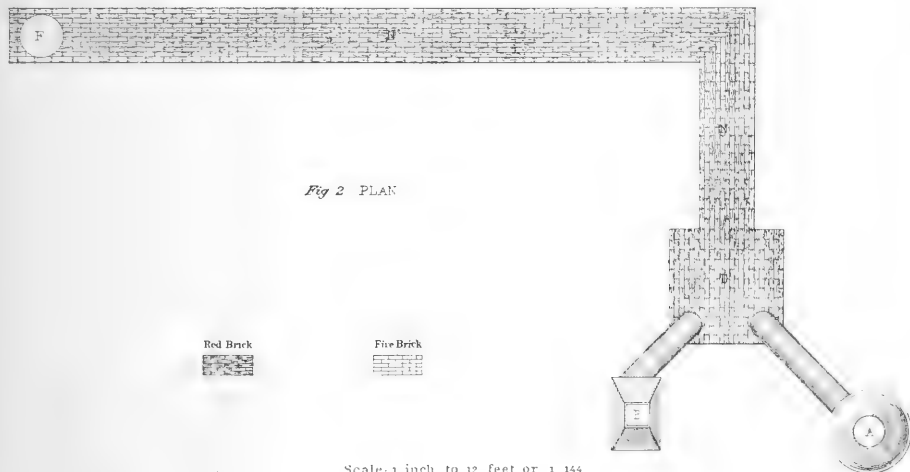 F
N
N
Fig 2 PLAN
D
Red Brick
Fire Brick
A
Scale, 1 inch to 12 feet or 1 144